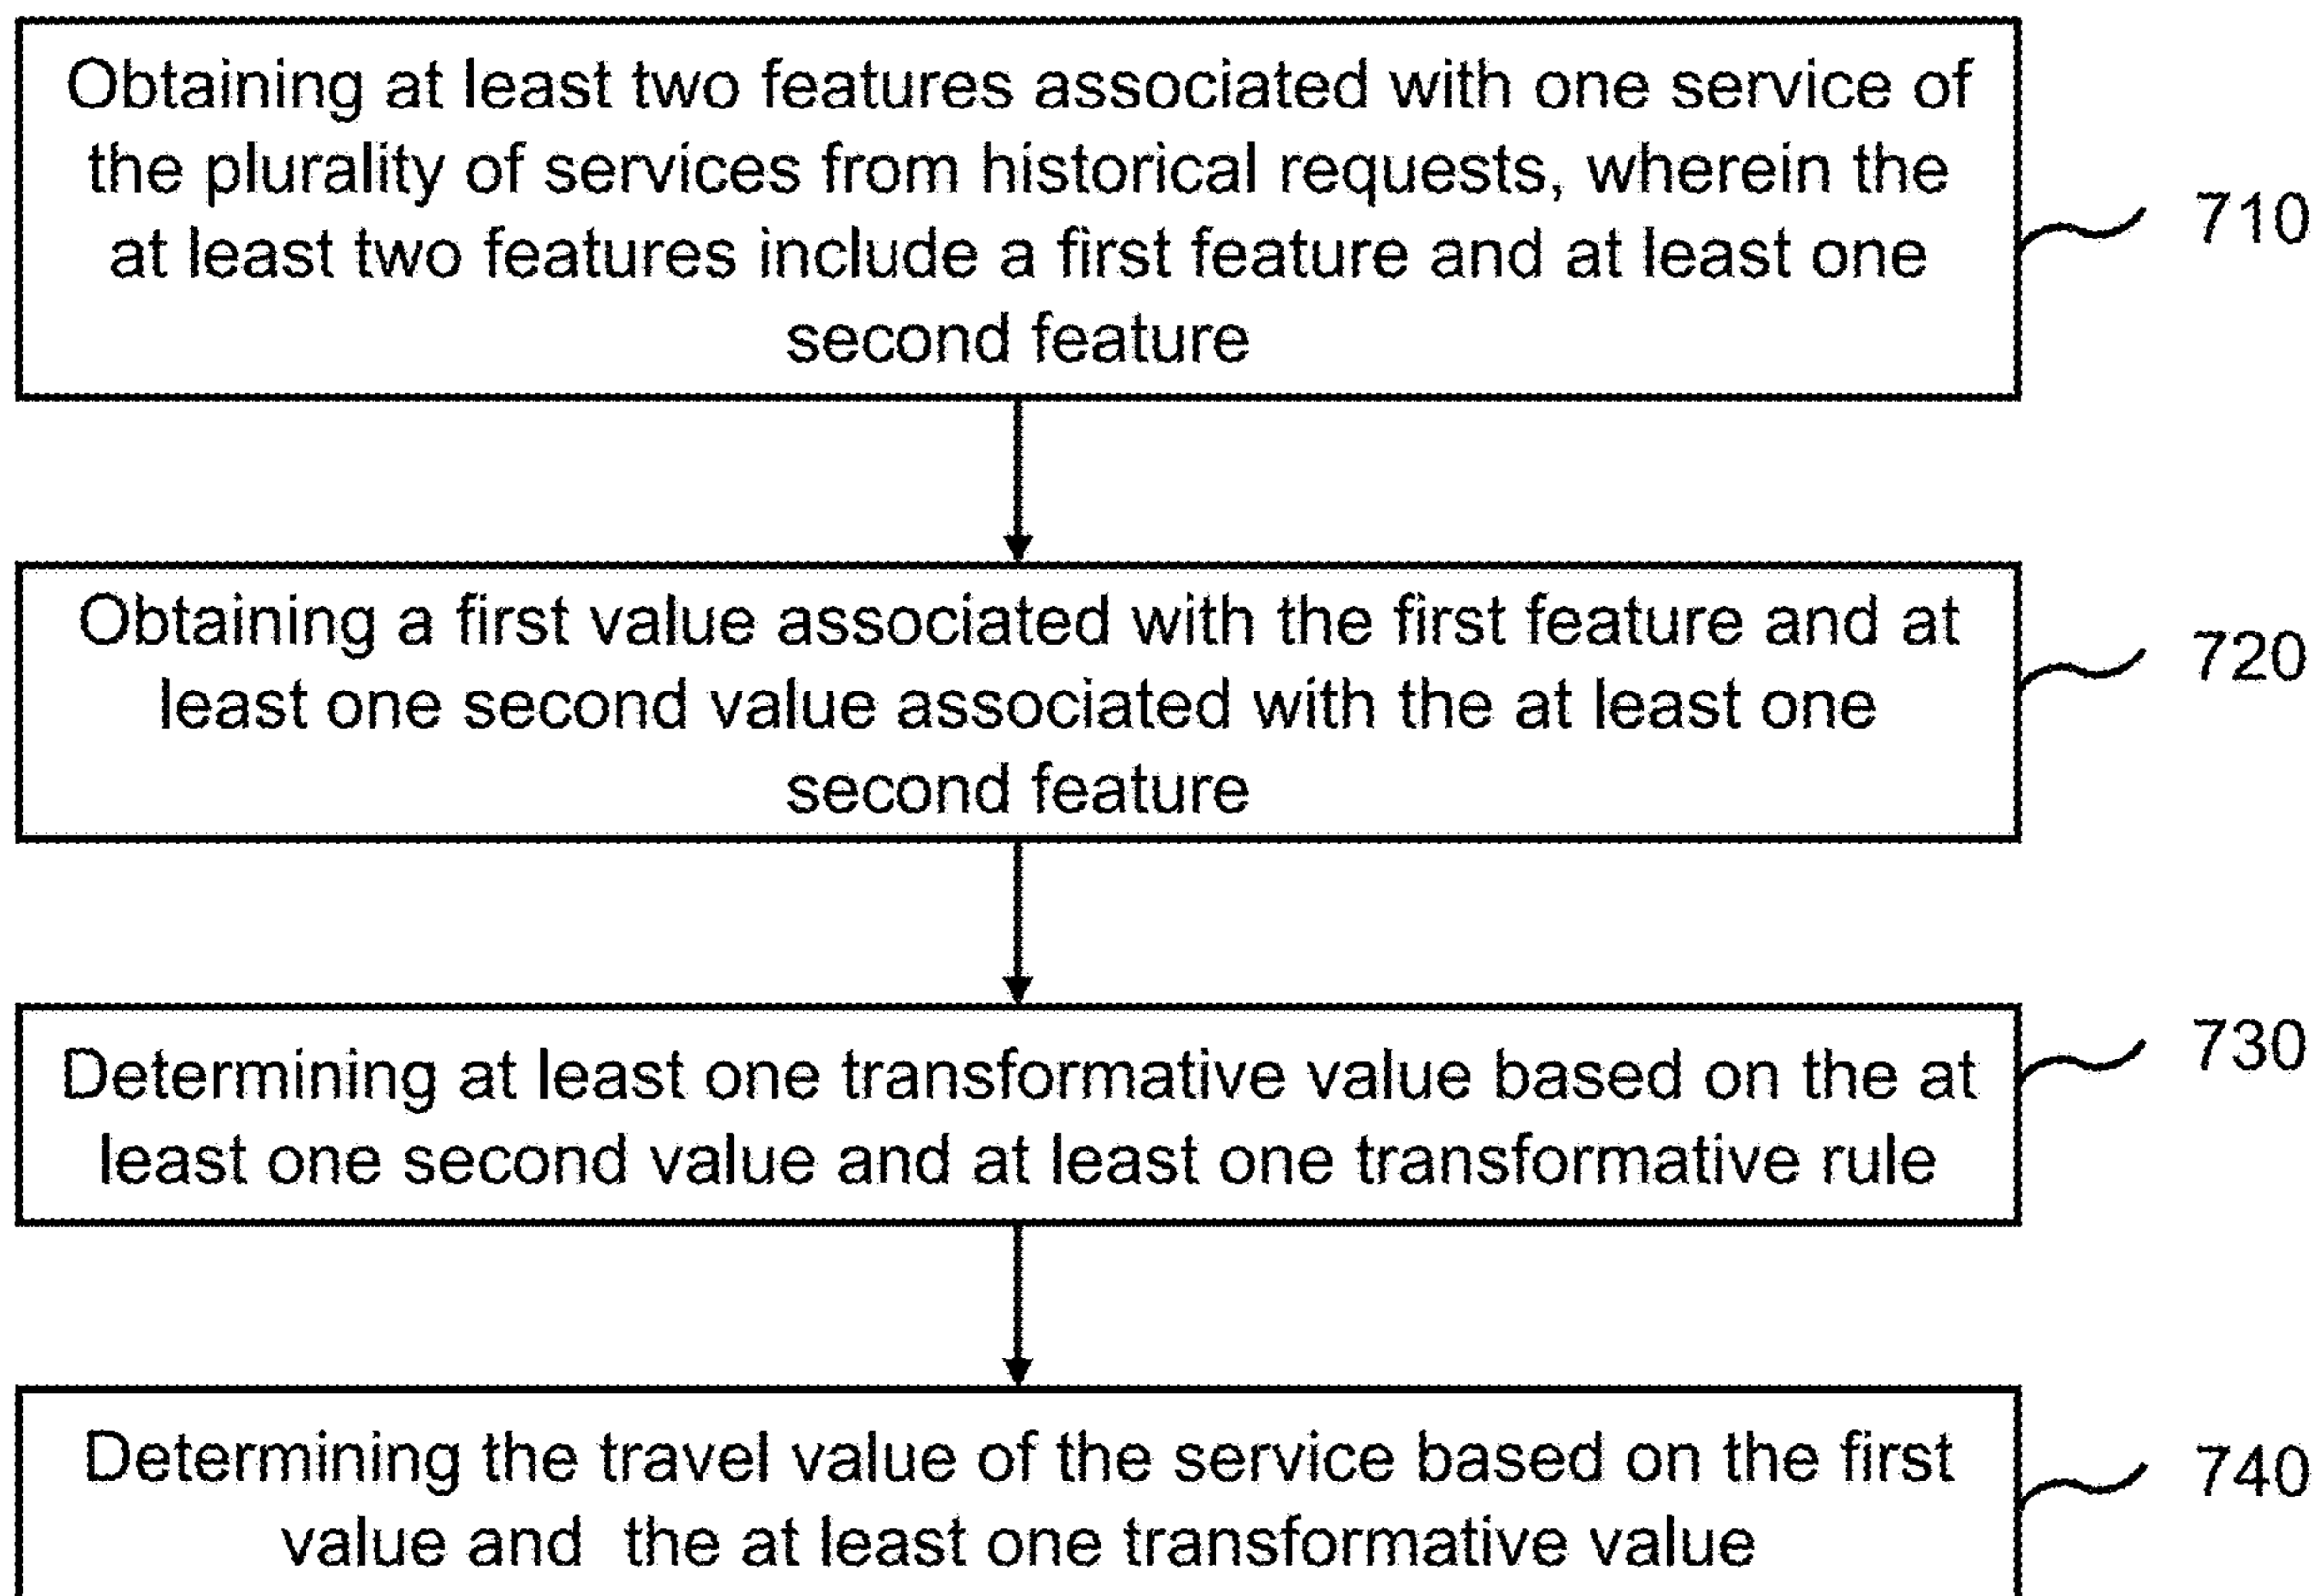 Obtaining at least two features associated with one service of
the plurality of services from historical requests, wherein the
at least two features include a first feature and at least one
second feature
710
Obtaining a first value associated with the first feature and at
least one second value associated with the at least one
second feature
720
Determining at least one transformative value based on the at
least one second value and at least one transformative rule
730
Determining the travel value of the service based on the first
value and the at least one transformative value
740